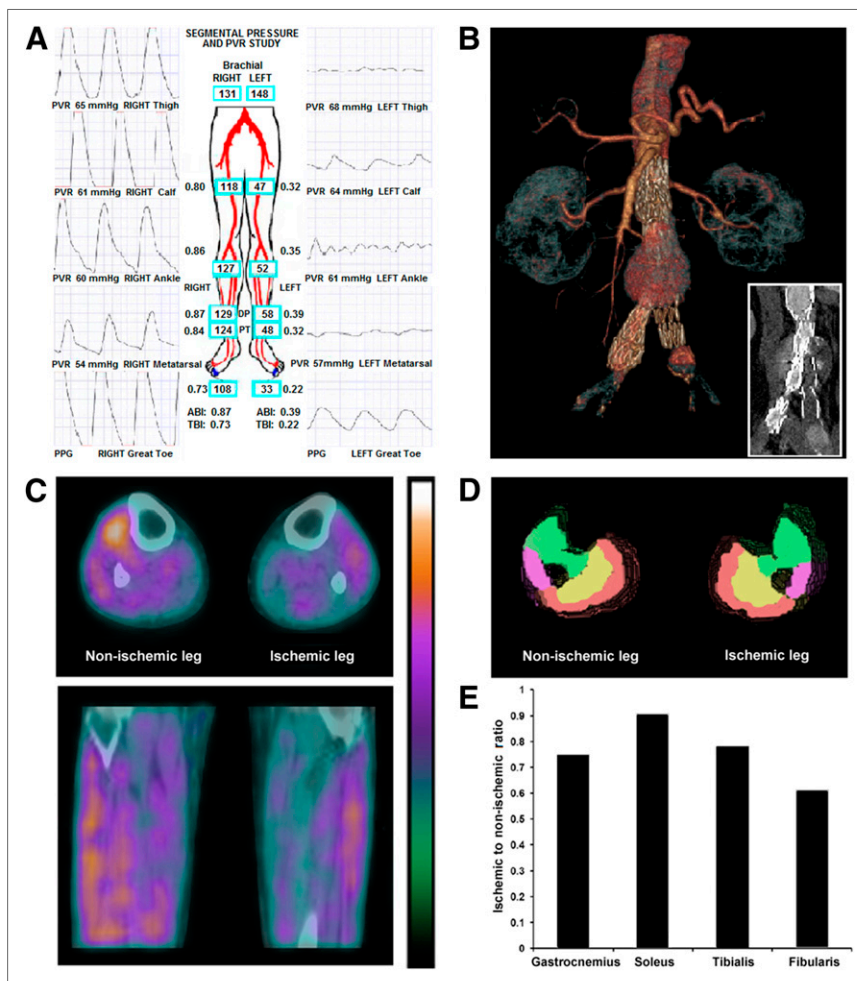 A
SEGMENTAL PRESSURE
AND PVR STUDY
Brachial
RIGHT LEFT
131 148
PVR 65 mmHg RIGHT Thigh
PVR 68 mmHg LEFT Thigh
0.80 118 47 0.32
PVR 61 mmHg RIGHT Calf
PVR 64 mmHg LEFT Calf
0.86 0.35
127 52
PVR 60 mmHg RIGHT Ankle
PVR 61 mmHg LEFT Ankle
RIGHT LEFT
0.87 129 DP 58 0.39
0.84 124 PT 48 0.32
PVR 54 mmHg RIGHT Metatarsal
PVR 57mmHg LEFT Metatarsal
0.73 108 33 0.22
ABI: 0.87 ABI: 0.39
TBI: 0.73 TBI: 0.22
PPG RIGHT Great Toe
PPG LEFT Great Toe
B
C
Non-ischemic leg Ischemic leg
D
Non-ischemic leg Ischemic leg
E
Ischemic to non-ischemic ratio
1
0.9
0.8
0.7
0.6
0.5
0.4
0.3
0.2
0.1
0
Gastrocnemius Soleus Tibialis Fibularis